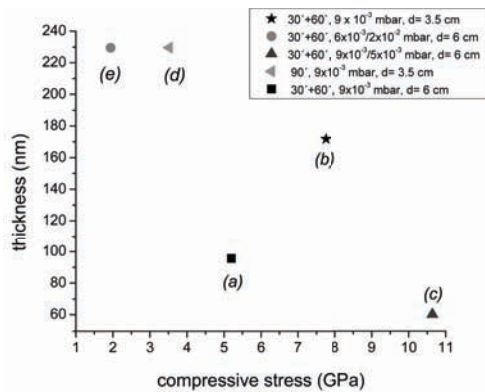 ★ 30´+60´, 9 x 10⁻³ mbar, d= 3.5 cm
● 30´+60´, 6x10⁻³/2x10⁻² mbar, d= 6 cm
▲ 30´+60´, 9x10⁻³/5x10⁻³ mbar, d= 6 cm
◄ 90´, 9x10⁻³ mbar, d= 3.5 cm
■ 30´+60´, 9x10⁻³ mbar, d= 6 cm
240
220
200
180
160
140
120
100
80
60
thickness (nm)
(e)
(d)
(b)
(a)
(c)
1 2 3 4 5 6 7 8 9 10 11
compressive stress (GPa)